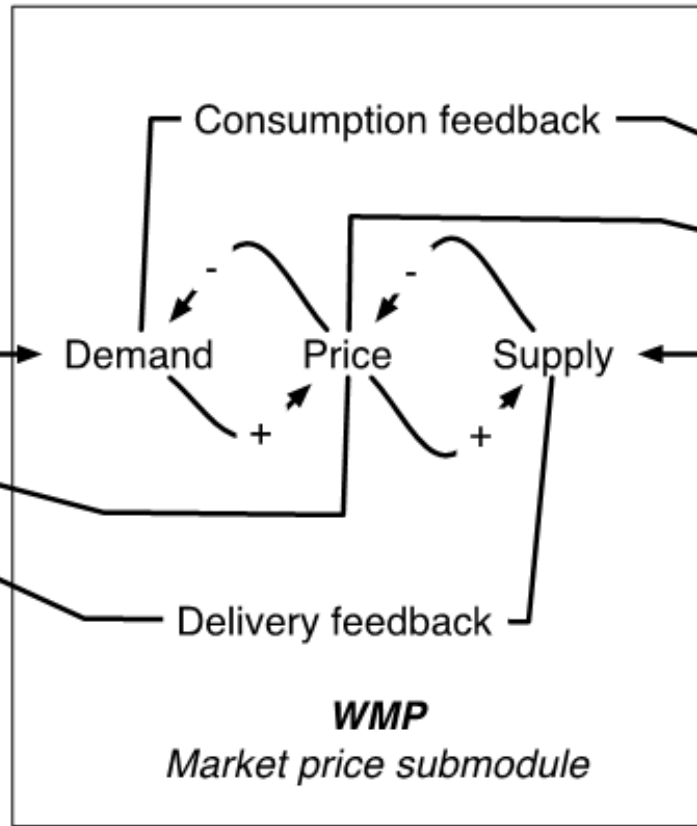 Consumption feedback
- -
Demand Price Supply
+ +
Delivery feedback
WMP
Market price submodule